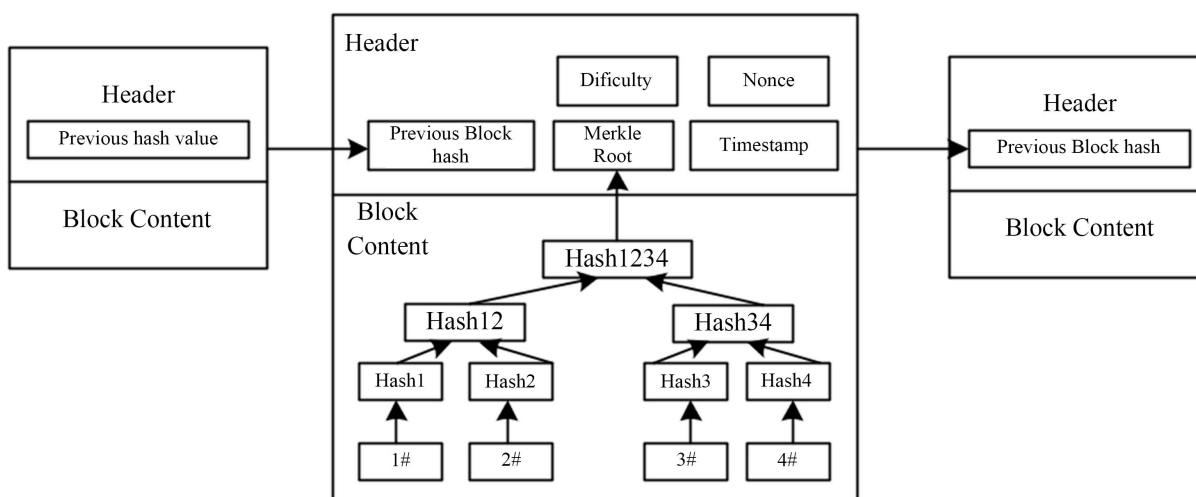 Header
Previous hash value
Block Content
Header
Dificulty
Nonce
Previous Block
hash
Merkle
Root
Timestamp
Block
Content
Hash1234
Hash12
Hash34
Hash1
Hash2
Hash3
Hash4
1#
2#
3#
4#
Header
Previous Block hash
Block Content